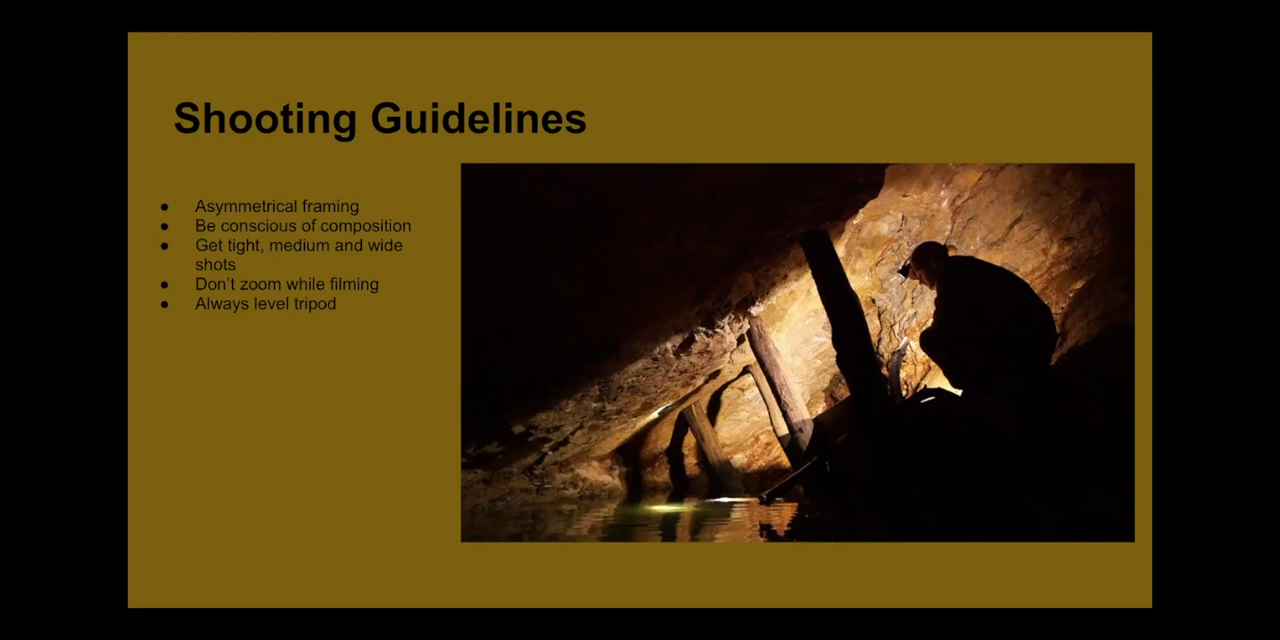 Shooting Guidelines
● Asymmetrical framing
● Be conscious of composition
● Get tight, medium and wide
shots
● Don't zoom while filming
● Always level tripod